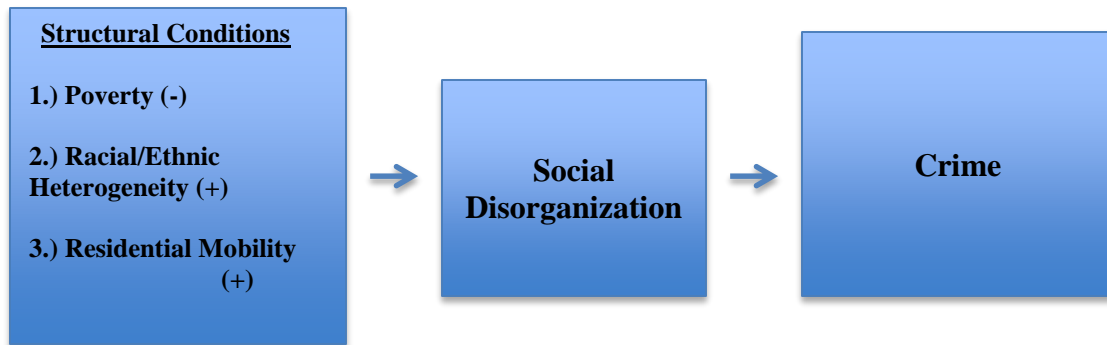 Structural Conditions
1.) Poverty (-)
2.) Racial/Ethnic
Heterogeneity (+)
3.) Residential Mobility
(+)
Social
Disorganization
Crime